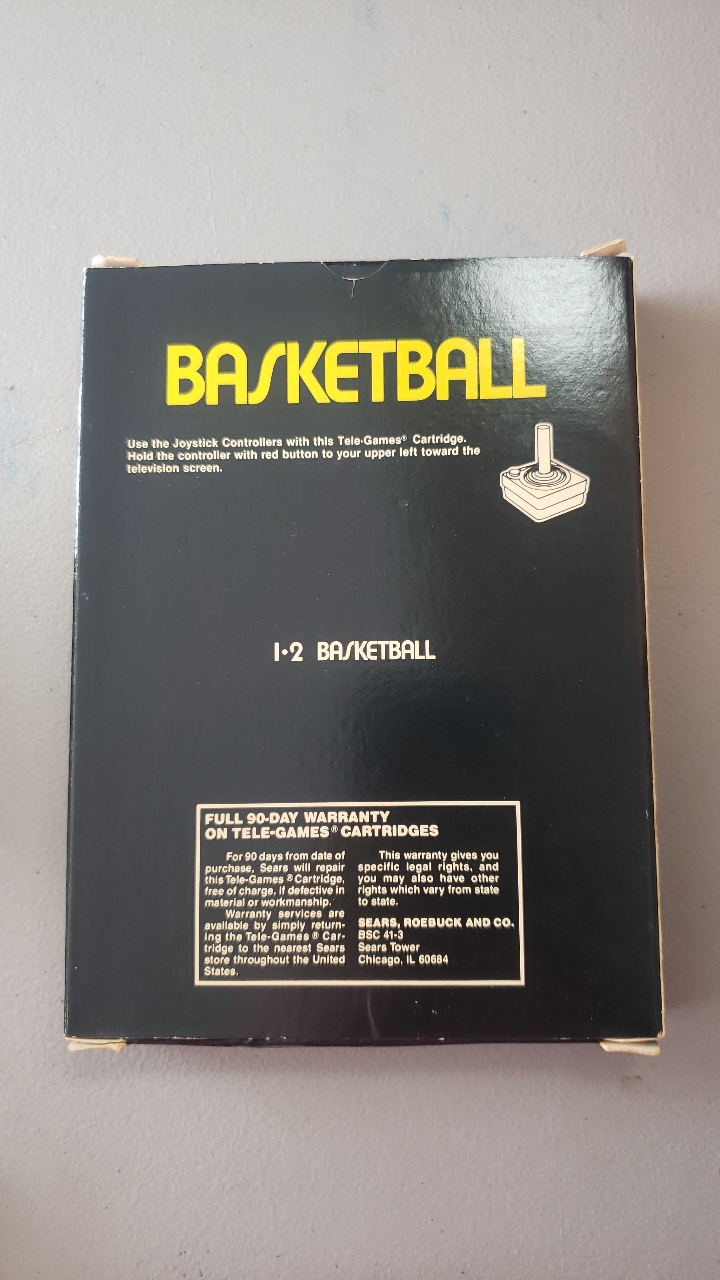 BASKETBALL
Use the Joystick Controllers with this Tele-Games® Cartridge.
Hold the controller with red button to your upper left toward the
television screen.
1•2 BASKETBALL
FULL 90-DAY WARRANTY
ON TELE-GAMES® CARTRIDGES
For 90 days from date of
purchase, Sears will repair
this Tele-Games ® Cartridge,
free of charge, if defective in
material or workmanship.
Warranty services are
available by simply return-
ing the Tele-Games ® Car-
tridge to the nearest Sears
store throughout the United
States.
This warranty gives you
specific legal rights, and
you may also have other
rights which vary from state
to state.
SEARS, ROEBUCK AND CO.
BSC 41-3
Sears Tower
Chicago, IL 60684